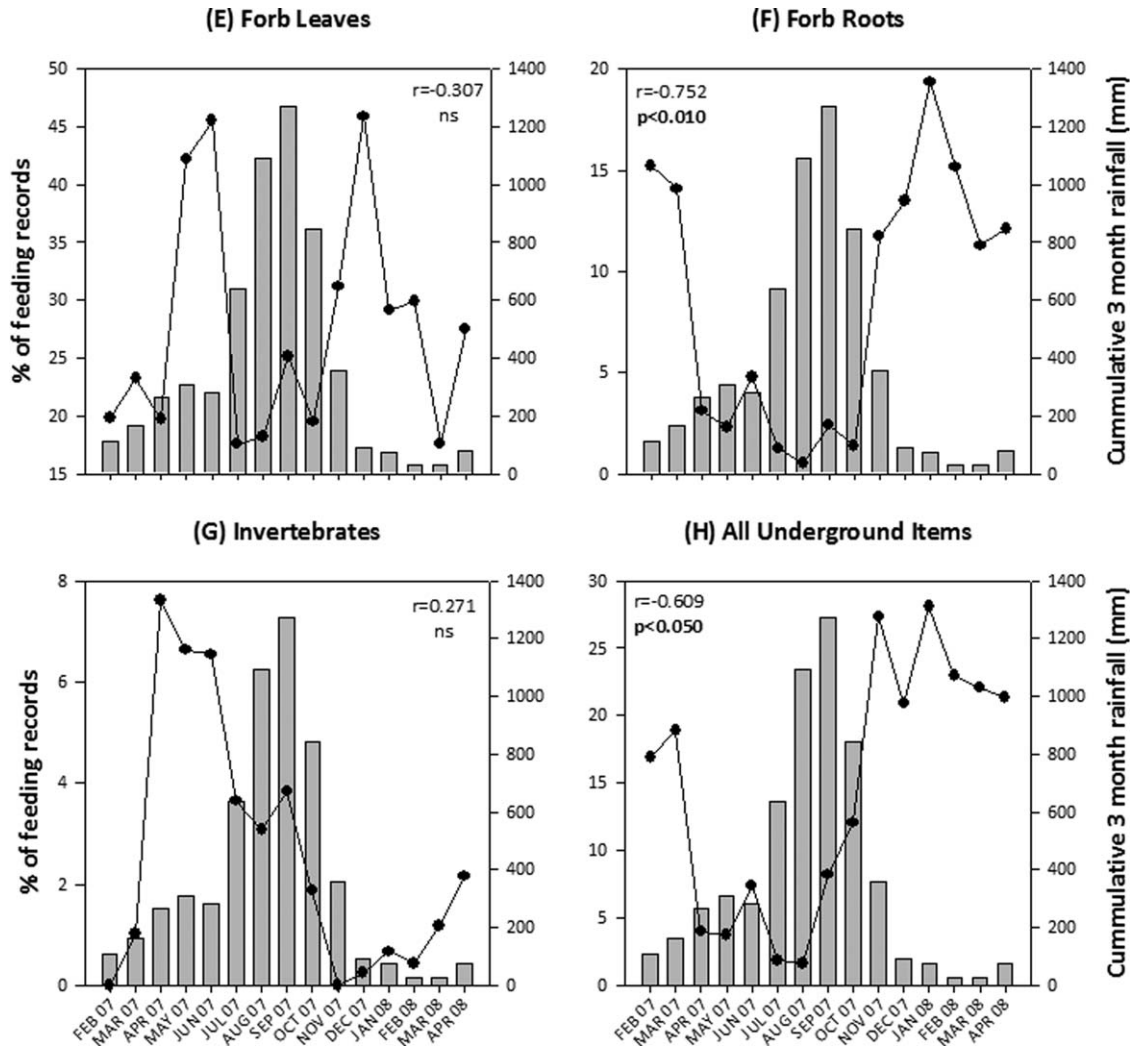 (E) Forb Leaves
50
45
40
35
30
25
20
15
% of feeding records
r=-0.307
ns
1400
1200
1000
800
600
400
200
0
(F) Forb Roots
20
15
10
5
0
r=-0.752
p<0.010
1400
1200
1000
800
600
400
200
0
Cummulative 3 month rainfall (mm)
(G) Invertebrates
8
6
4
2
0
% of feeding records
r=0.271
ns
1400
1200
1000
800
600
400
200
0
FEB 07
MAR 07
APR 07
MAY 07
JUN 07
JUL 07
AUG 07
SEP 07
OCT 07
NOV 07
DEC 07
JAN 08
FEB 08
MAR 08
APR 08
(H) All Underground Items
30
25
20
15
10
5
0
r=-0.609
p<0.050
1400
1200
1000
800
600
400
200
0
Cummulative 3 month rainfall (mm)
FEB 07
MAR 07
APR 07
MAY 07
JUN 07
JUL 07
AUG 07
SEP 07
OCT 07
NOV 07
DEC 07
JAN 08
FEB 08
MAR 08
APR 08